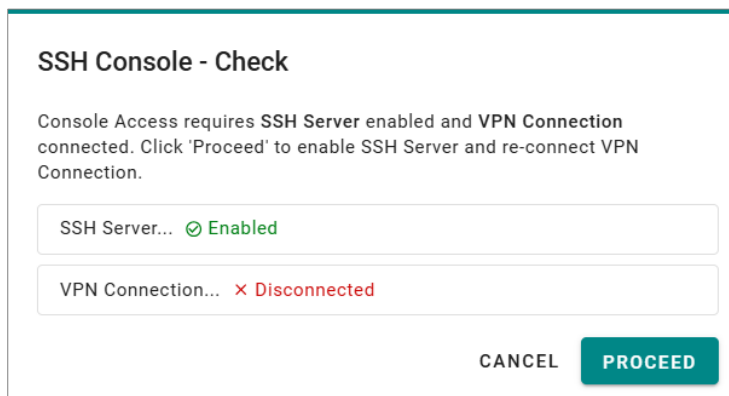 SSH Console - Check
Console Access requires SSH Server enabled and VPN Connection
connected. Click 'Proceed' to enable SSH Server and re-connect VPN
Connection.
SSH Server... Enabled
VPN Connection... × Disconnected
CANCEL PROCEED